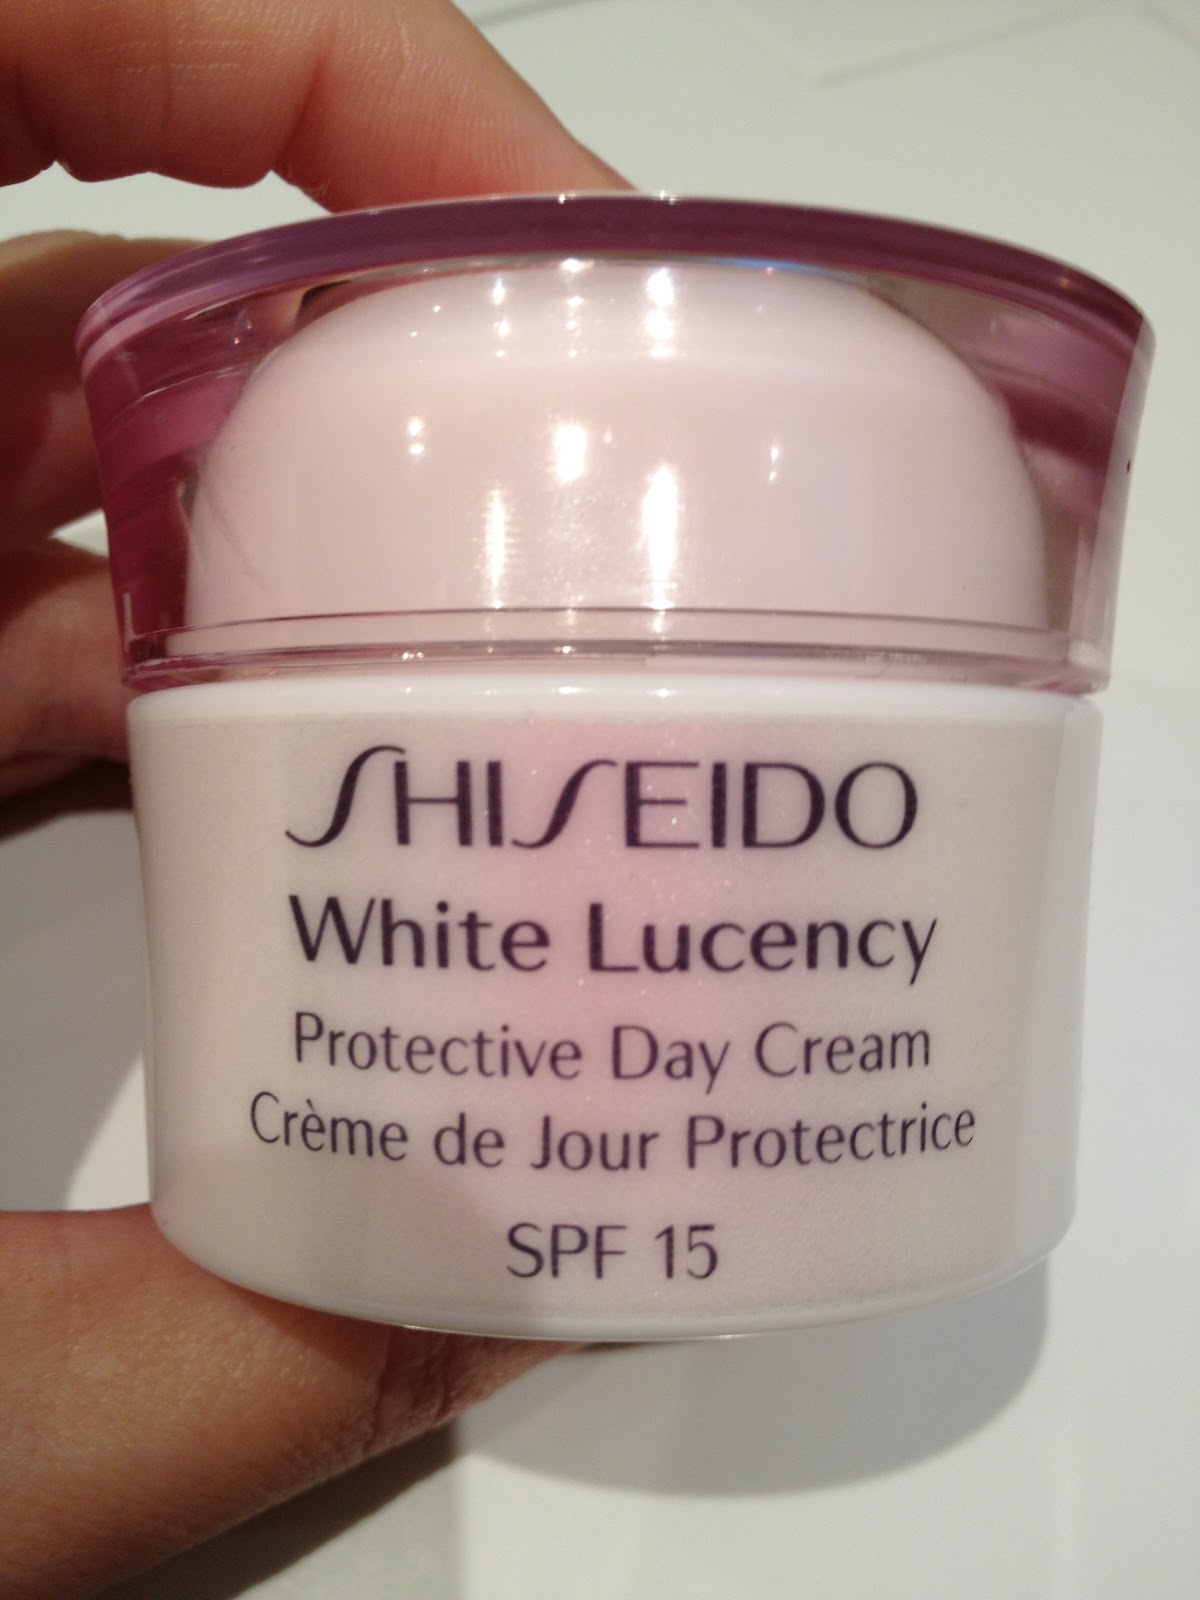 SHISEIDO
White Lucency
Protective Day Cream
Crème de Jour Protectrice
SPF 15